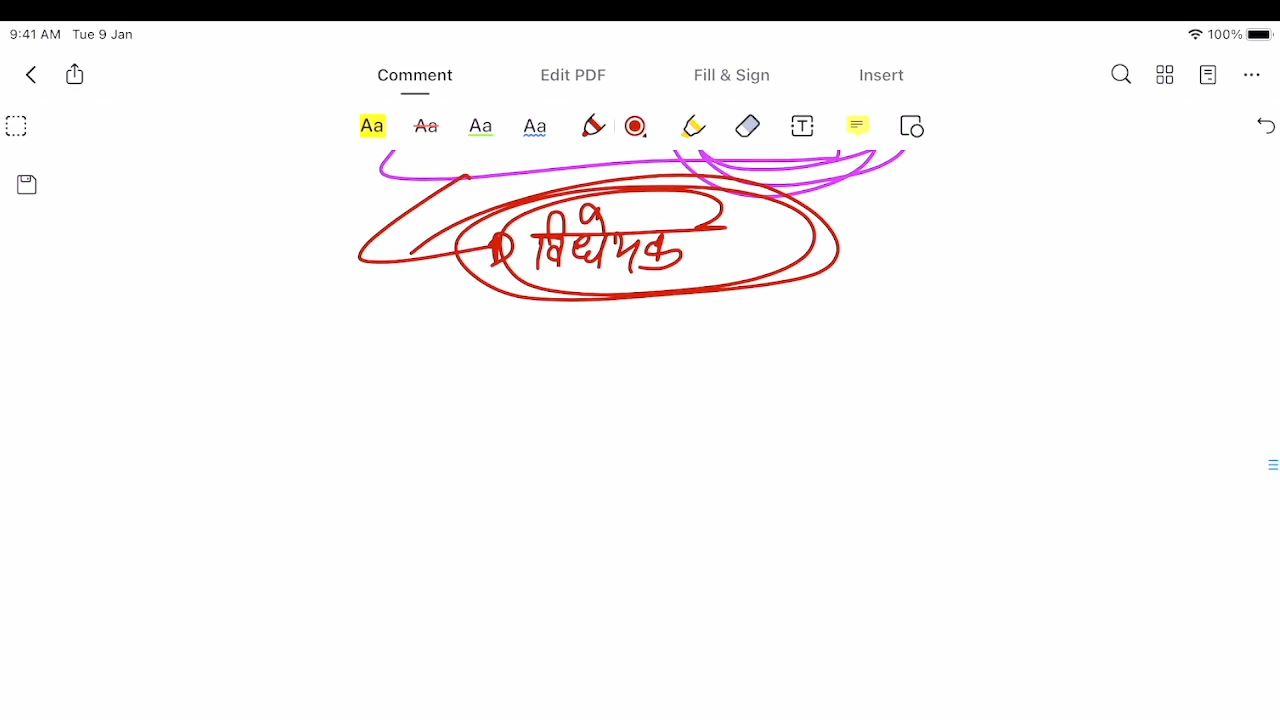 9:41 AM Tue 9 Jan 100%
Comment Edit PDF Fill & Sign Insert
Aa Aa Aa Aa T
विधेयक